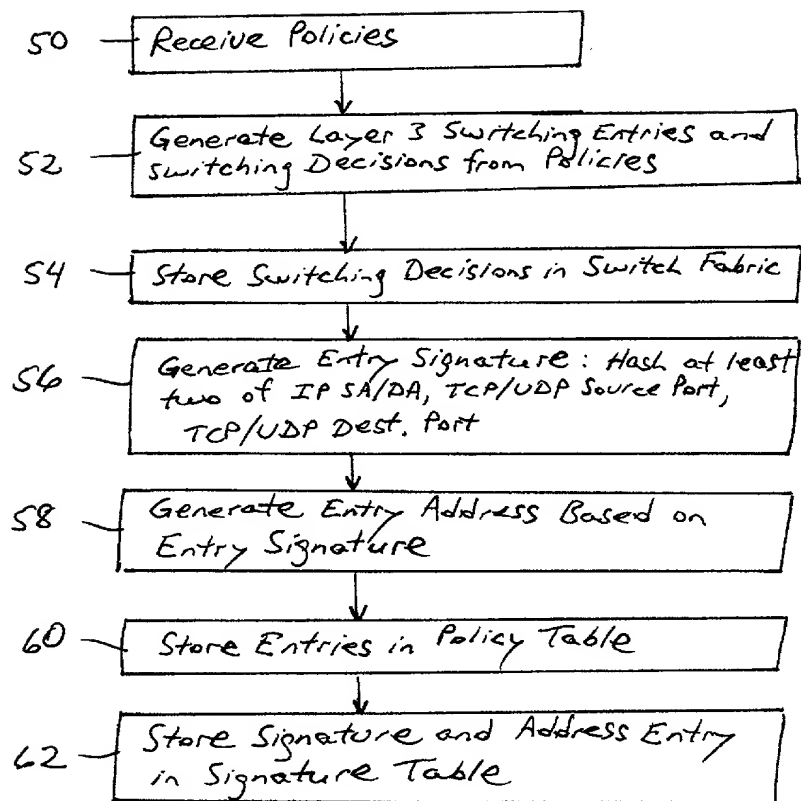 50 Receive Policies
52 Generate Layer 3 Switching Entries and
switching Decisions from Policies
54 Store Switching Decisions in Switch Fabric
56 Generate Entry Signature: Hash at least
two of IP SA/DA, TCP/UDP Source Port,
TCP/UDP Dest. Port
58 Generate Entry Address Based on
Entry Signature
60 Store Entries in Policy Table
62 Store Signature and Address Entry
in Signature Table